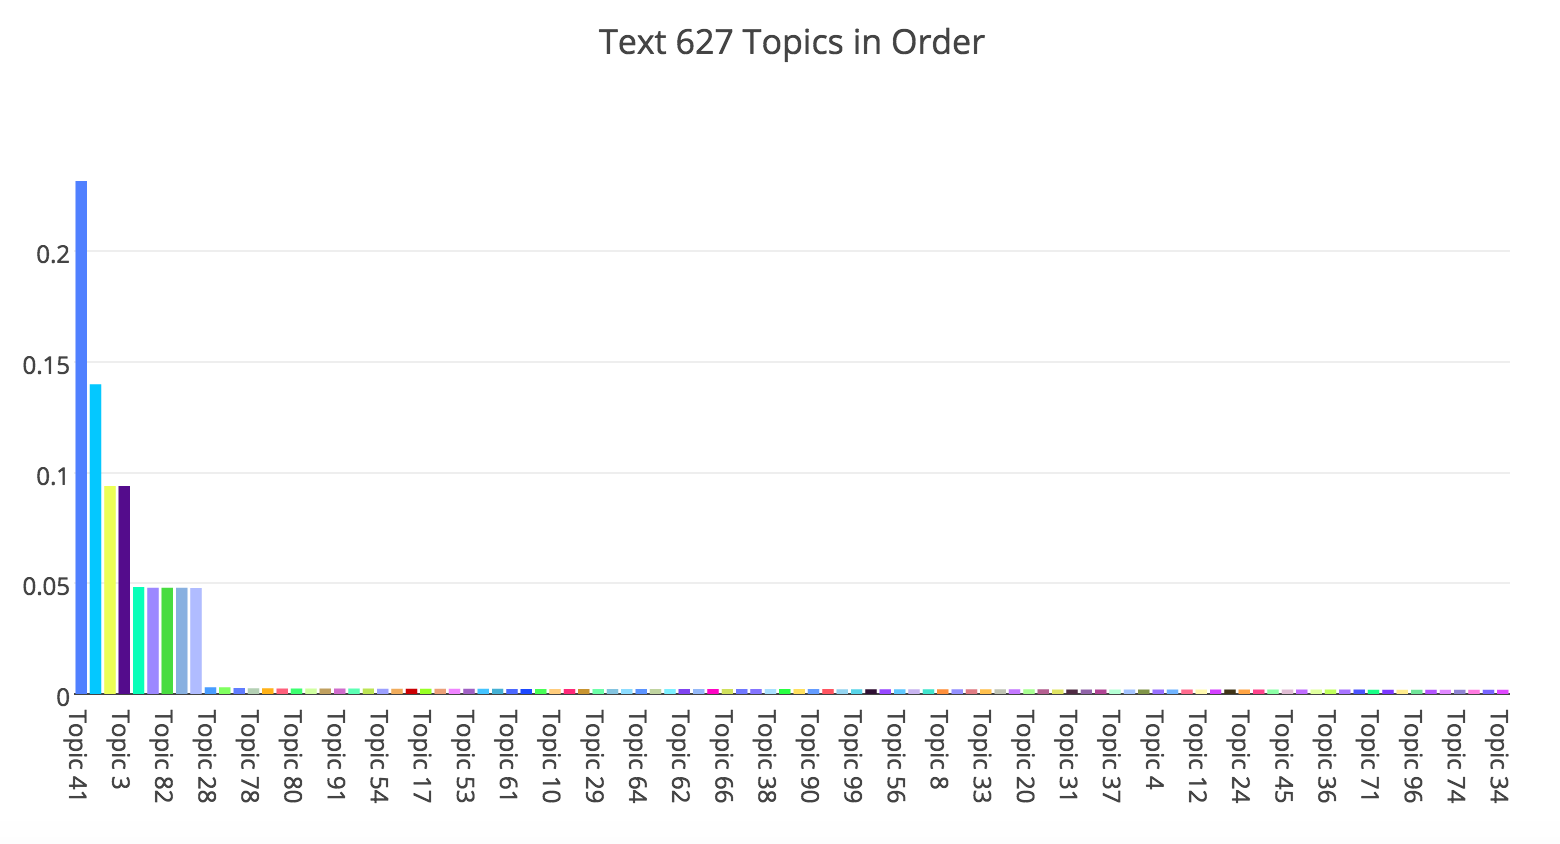 Text 627 Topics in Order
0.2
0.15
0.1
0.05
0
Topic 41
Topic 3
Topic 82
Topic 28
Topic 78
Topic 80
Topic 91
Topic 54
Topic 17
Topic 53
Topic 61
Topic 10
Topic 29
Topic 64
Topic 62
Topic 66
Topic 38
Topic 90
Topic 99
Topic 56
Topic 8
Topic 33
Topic 20
Topic 31
Topic 37
Topic 4
Topic 12
Topic 24
Topic 45
Topic 36
Topic 71
Topic 96
Topic 74
Topic 34